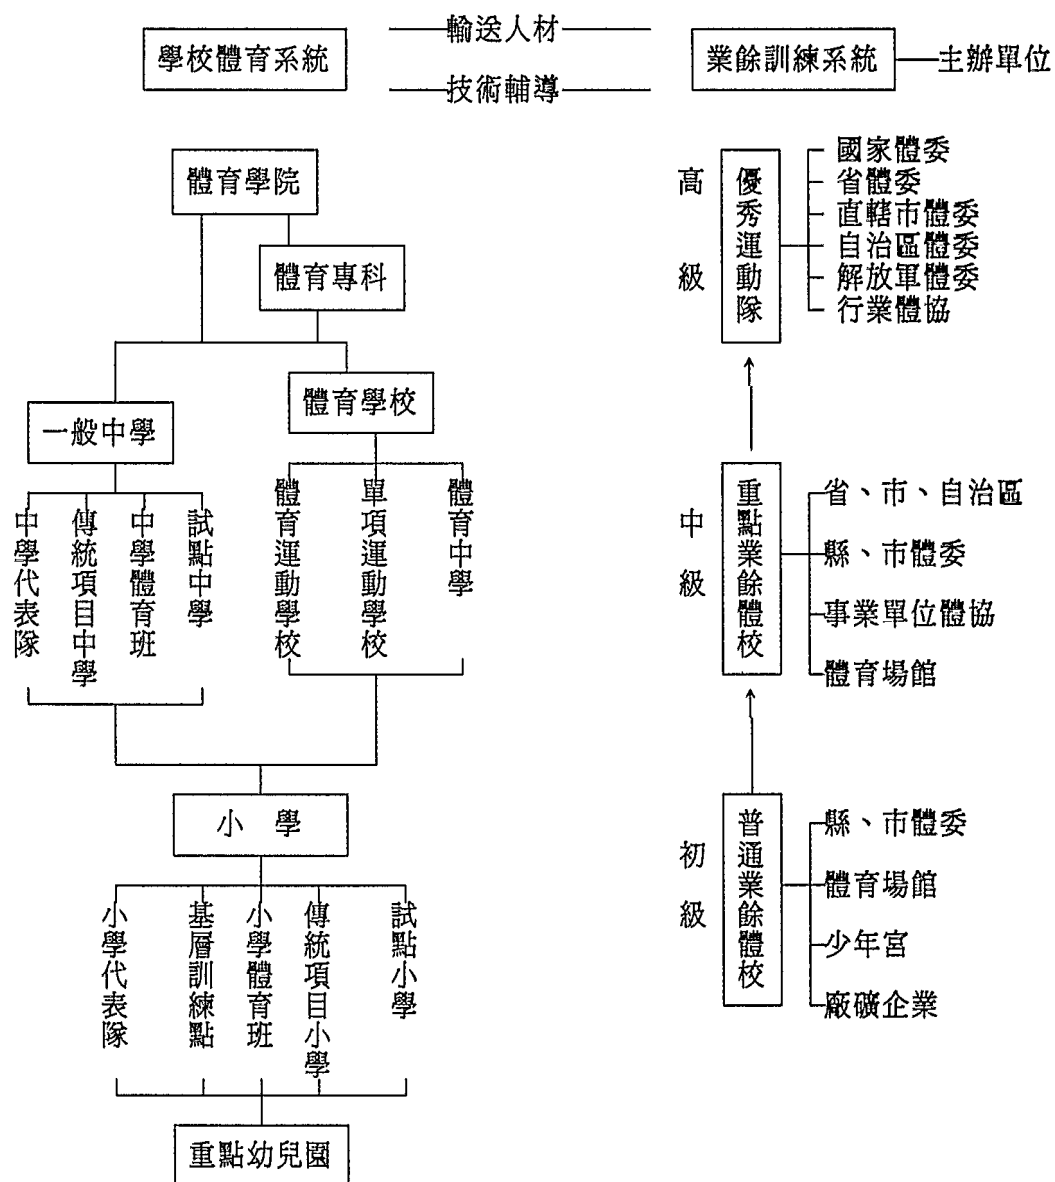 學校體育系統
輸送人材
技術輔導
業餘訓練系統
主辦單位
體育學院
體育專科
一般中學
體育學校
中學代表隊
傳統項目中學
中學體育班
試點中學
體育運動學校
單項運動學校
體育中學
小 學
小學代表隊
基層訓練點
小學體育班
傳統項目小學
試點小學
重點幼兒園
高級
優秀運動隊
國家體委
省體委
直轄市體委
自治區體委
解放軍體委
行業體協
中級
重點業餘體校
省、市、自治區
縣、市體委
事業單位體協
體育場館
初級
普通業餘體校
縣、市體委
體育場館
少年宮
廠礦企業